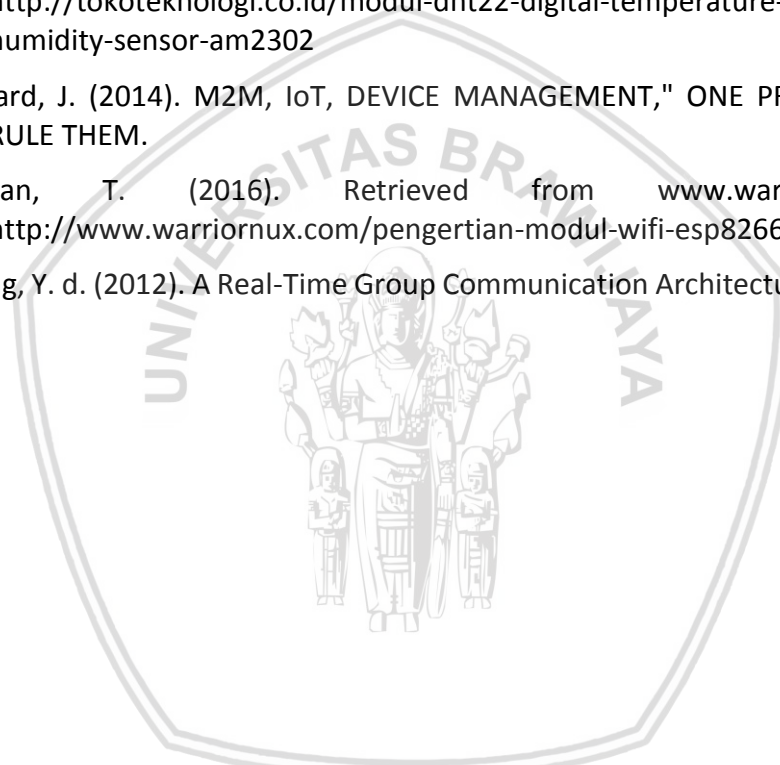 http://tokoteknologi.co.id/modul-dht22-digital-temperature-
humidity-sensor-am2302
ard, J. (2014). M2M, IoT, DEVICE MANAGEMENT," ONE PR
RULE THEM.
an, T. (2016). Retrieved from www.war
http://www.warriornux.com/pengertian-modul-wifi-esp8266
g, Y. d. (2012). A Real-Time Group Communication Architectu
UNIVERSITAS BRAWIJAYA